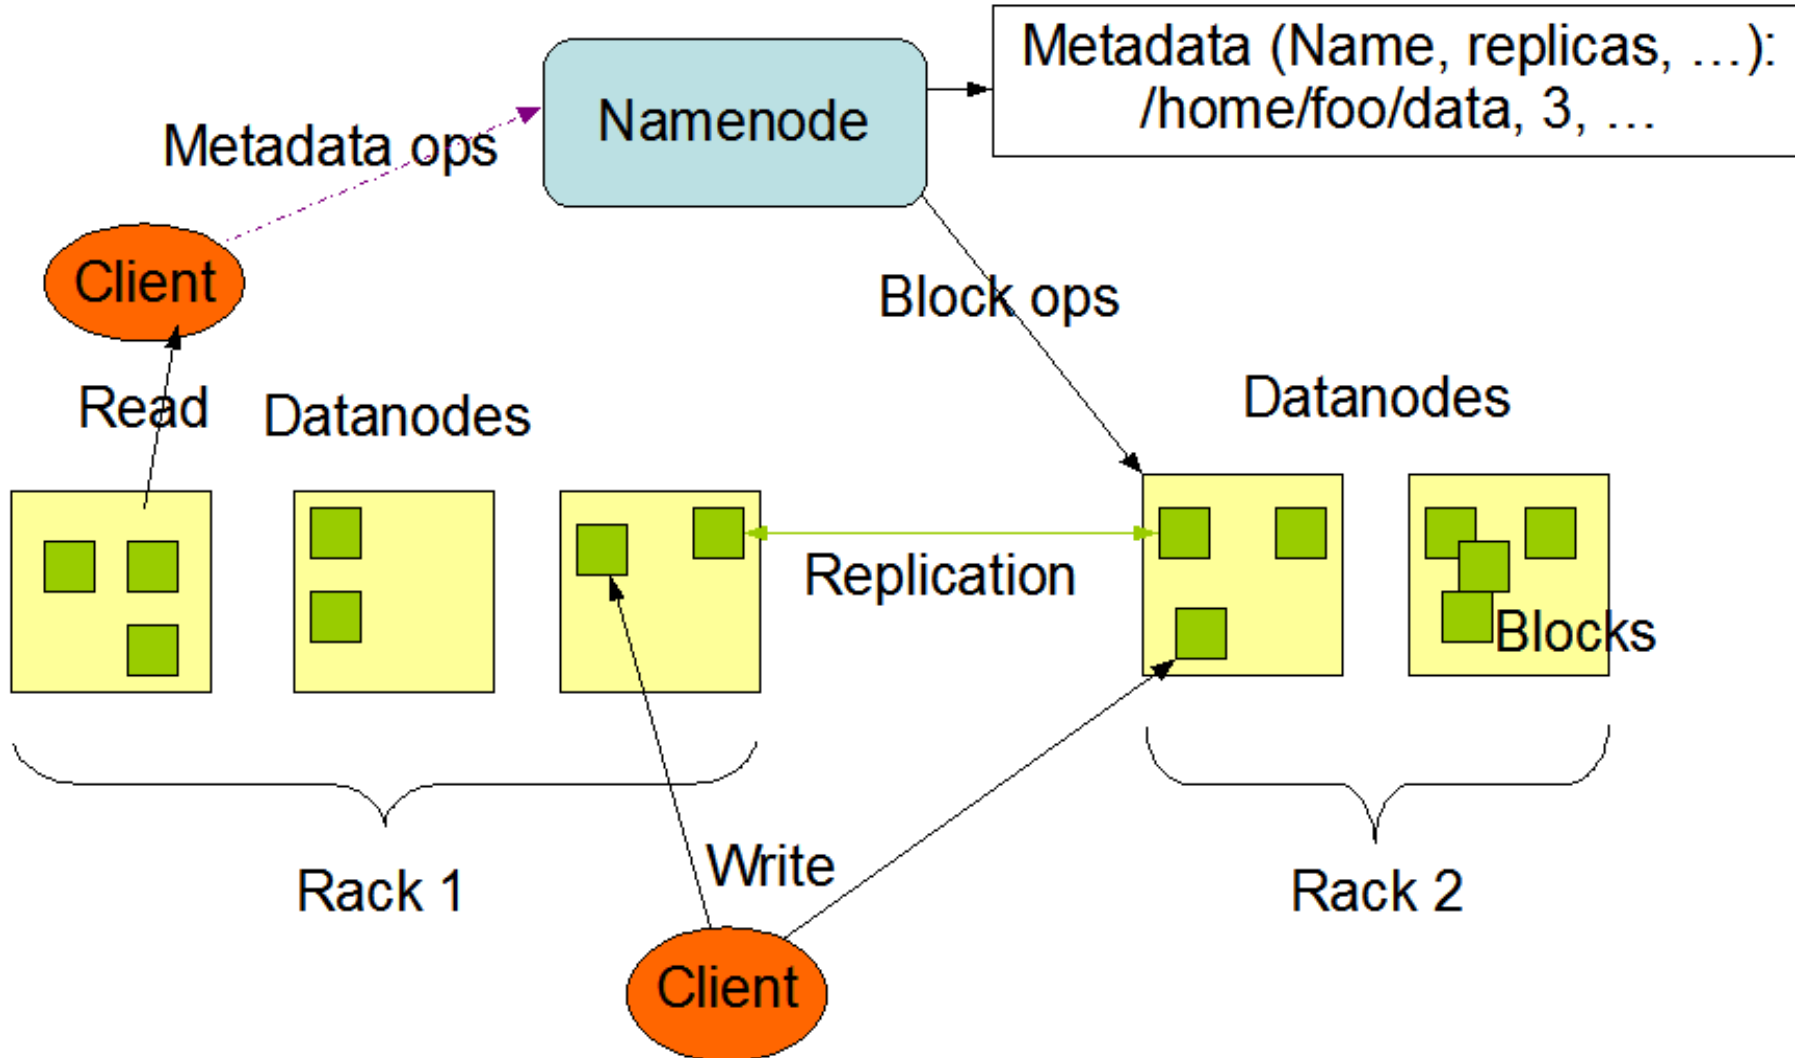 Metadata (Name, replicas, …):
/home/foo/data, 3, …
Namenode
Metadata ops
Client
Block ops
Read
Datanodes
Datanodes
Replication
Blocks
Rack 1
Write
Rack 2
Client